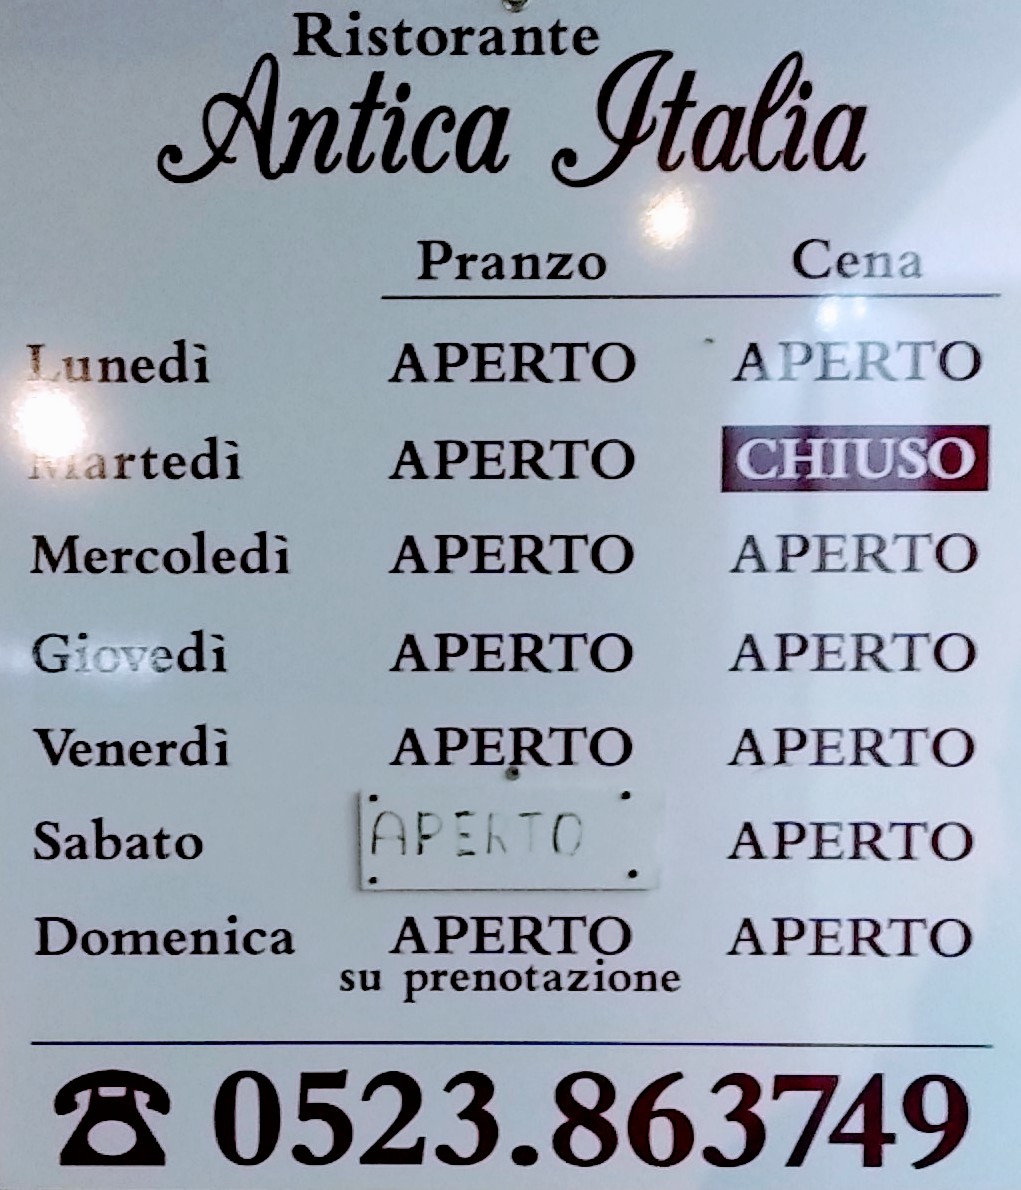 Ristorante
Antica Italia
Pranzo Cena
Lunedì APERTO APERTO
Martedì APERTO CHIUSO
Mercoledì APERTO APERTO
Giovedì APERTO APERTO
Venerdì APERTO APERTO
Sabato APERTO APERTO
Domenica APERTO APERTO
su prenotazione
0523.863749